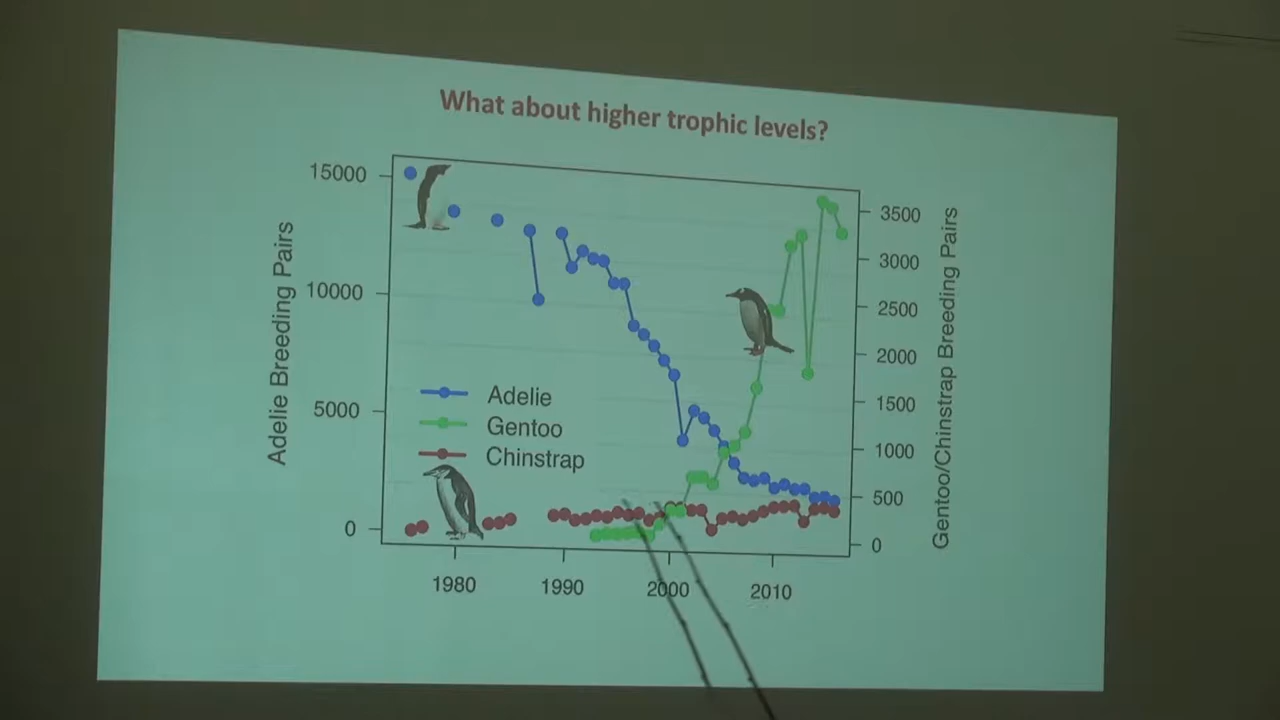 What about higher trophic levels?
Adelie Breeding Pairs
15000
10000
5000
0
Adelie
Gentoo
Chinstrap
1980
1990
2000
2010
3500
3000
2500
2000
1500
1000
500
0
Gentoo/Chinstrap Breeding Pairs